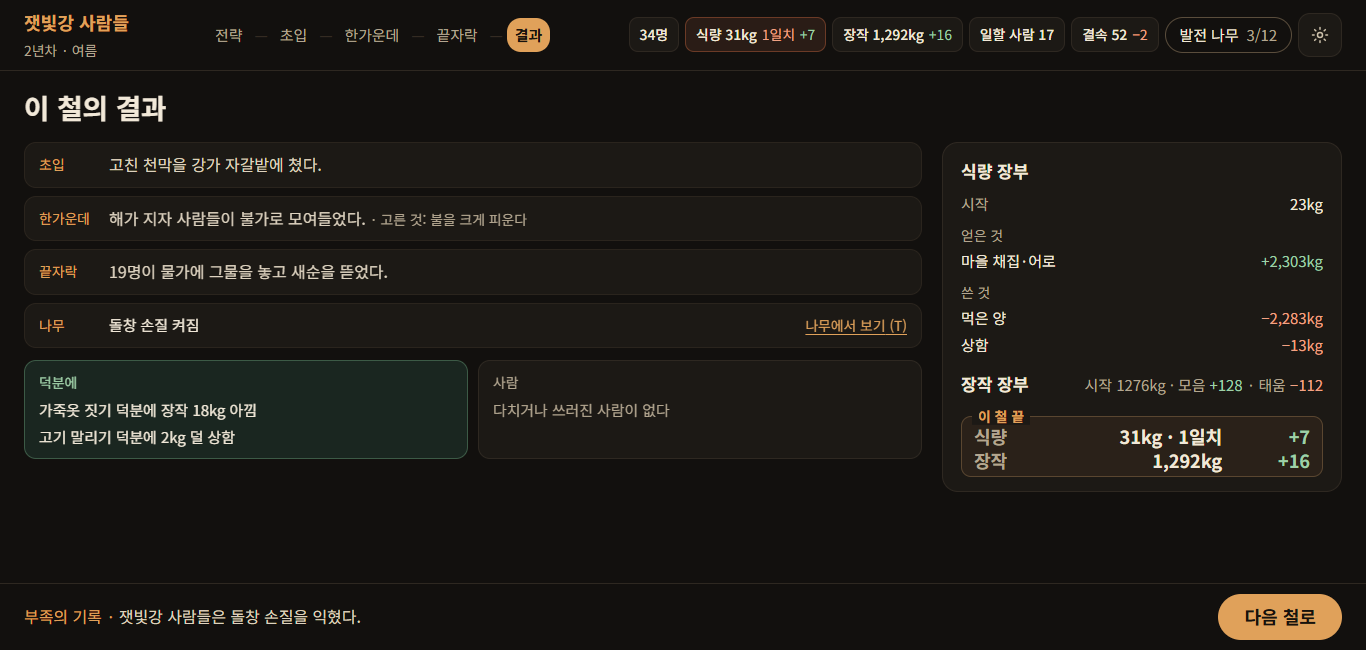 잿빛강 사람들
2년차 · 여름
전략 — 초입 — 한가운데 — 끝자락 — 결과
34명
식량 31kg 1일치 +7
장작 1,292kg +16
일할 사람 17
결속 52 −2
발전 나무 3/12
이 철의 결과
초입 고친 천막을 강가 자갈밭에 쳤다.
한가운데 해가 지자 사람들이 불가로 모여들었다. · 고른 것: 불을 크게 피운다
끝자락 19명이 물가에 그물을 놓고 새순을 뜯었다.
나무 돌창 손질 켜짐 나무에서 보기 (T)
덕분에
가죽옷 짓기 덕분에 장작 18kg 아낌
고기 말리기 덕분에 2kg 덜 상함
사람
다치거나 쓰러진 사람이 없다
식량 장부
시작 23kg
얻은 것
마을 채집·어로 +2,303kg
쓴 것
먹은 양 −2,283kg
상함 −13kg
장작 장부 시작 1276kg · 모음 +128 · 태움 −112
이 철 끝
식량 31kg · 1일치 +7
장작 1,292kg +16
부족의 기록 · 잿빛강 사람들은 돌창 손질을 익혔다.
다음 철로